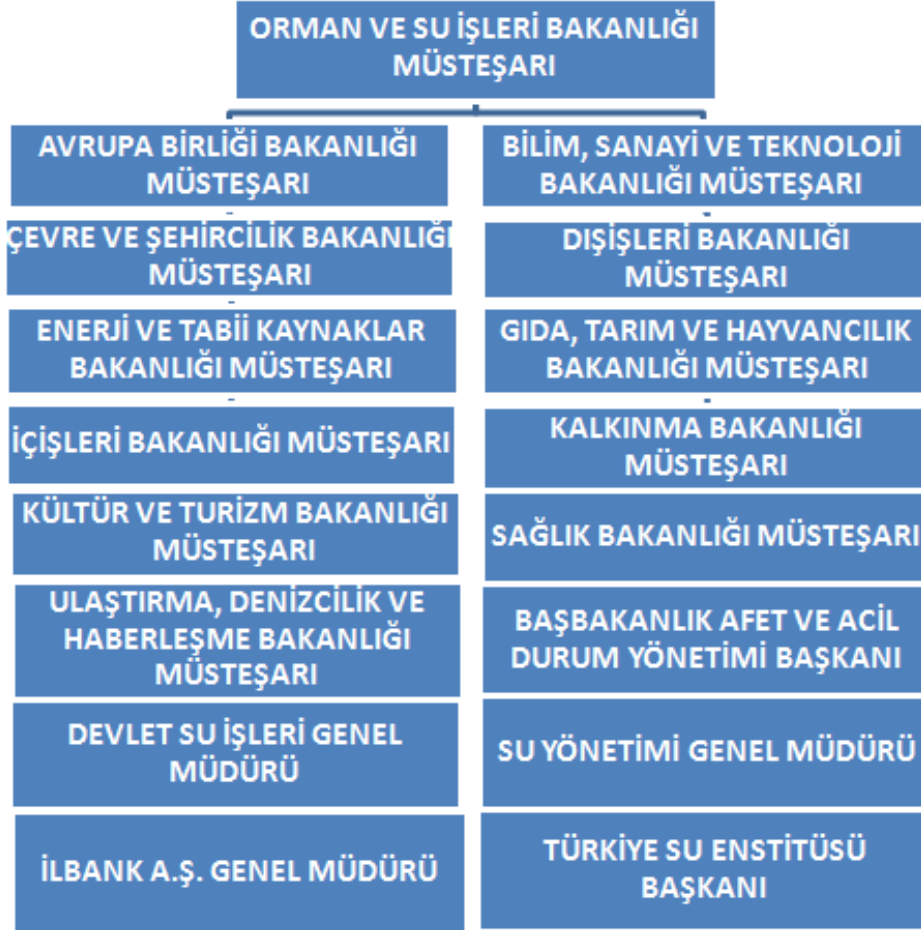 ORMAN VE SU İŞLERİ BAKANLIĞI
MÜSTEŞARI
AVRUPA BİRLİĞİ BAKANLIĞI
MÜSTEŞARI
BİLİM, SANAYİ VE TEKNOLOJİ
BAKANLIĞI MÜSTEŞARI
ÇEVRE VE ŞEHİRCİLİK BAKANLIĞI
MÜSTEŞARI
DIŞİŞLERİ BAKANLIĞI
MÜSTEŞARI
ENERJİ VE TABİİ KAYNAKLAR
BAKANLIĞI MÜSTEŞARI
GIDA, TARIM VE HAYVANCILIK
BAKANLIĞI MÜSTEŞARI
İÇİŞLERİ BAKANLIĞI MÜSTEŞARI
KALKINMA BAKANLIĞI
MÜSTEŞARI
KÜLTÜR VE TURİZM BAKANLIĞI
MÜSTEŞARI
SAĞLIK BAKANLIĞI MÜSTEŞARI
ULAŞTIRMA, DENİZCİLİK VE
HABERLEŞME BAKANLIĞI
MÜSTEŞARI
BAŞBAKANLIK AFET VE ACİL
DURUM YÖNETİMİ BAŞKANI
DEVLET SU İŞLERİ GENEL
MÜDÜRÜ
SU YÖNETİMİ GENEL MÜDÜRÜ
İLBANK A.Ş. GENEL MÜDÜRÜ
TÜRKİYE SU ENSTİTÜSÜ
BAŞKANI